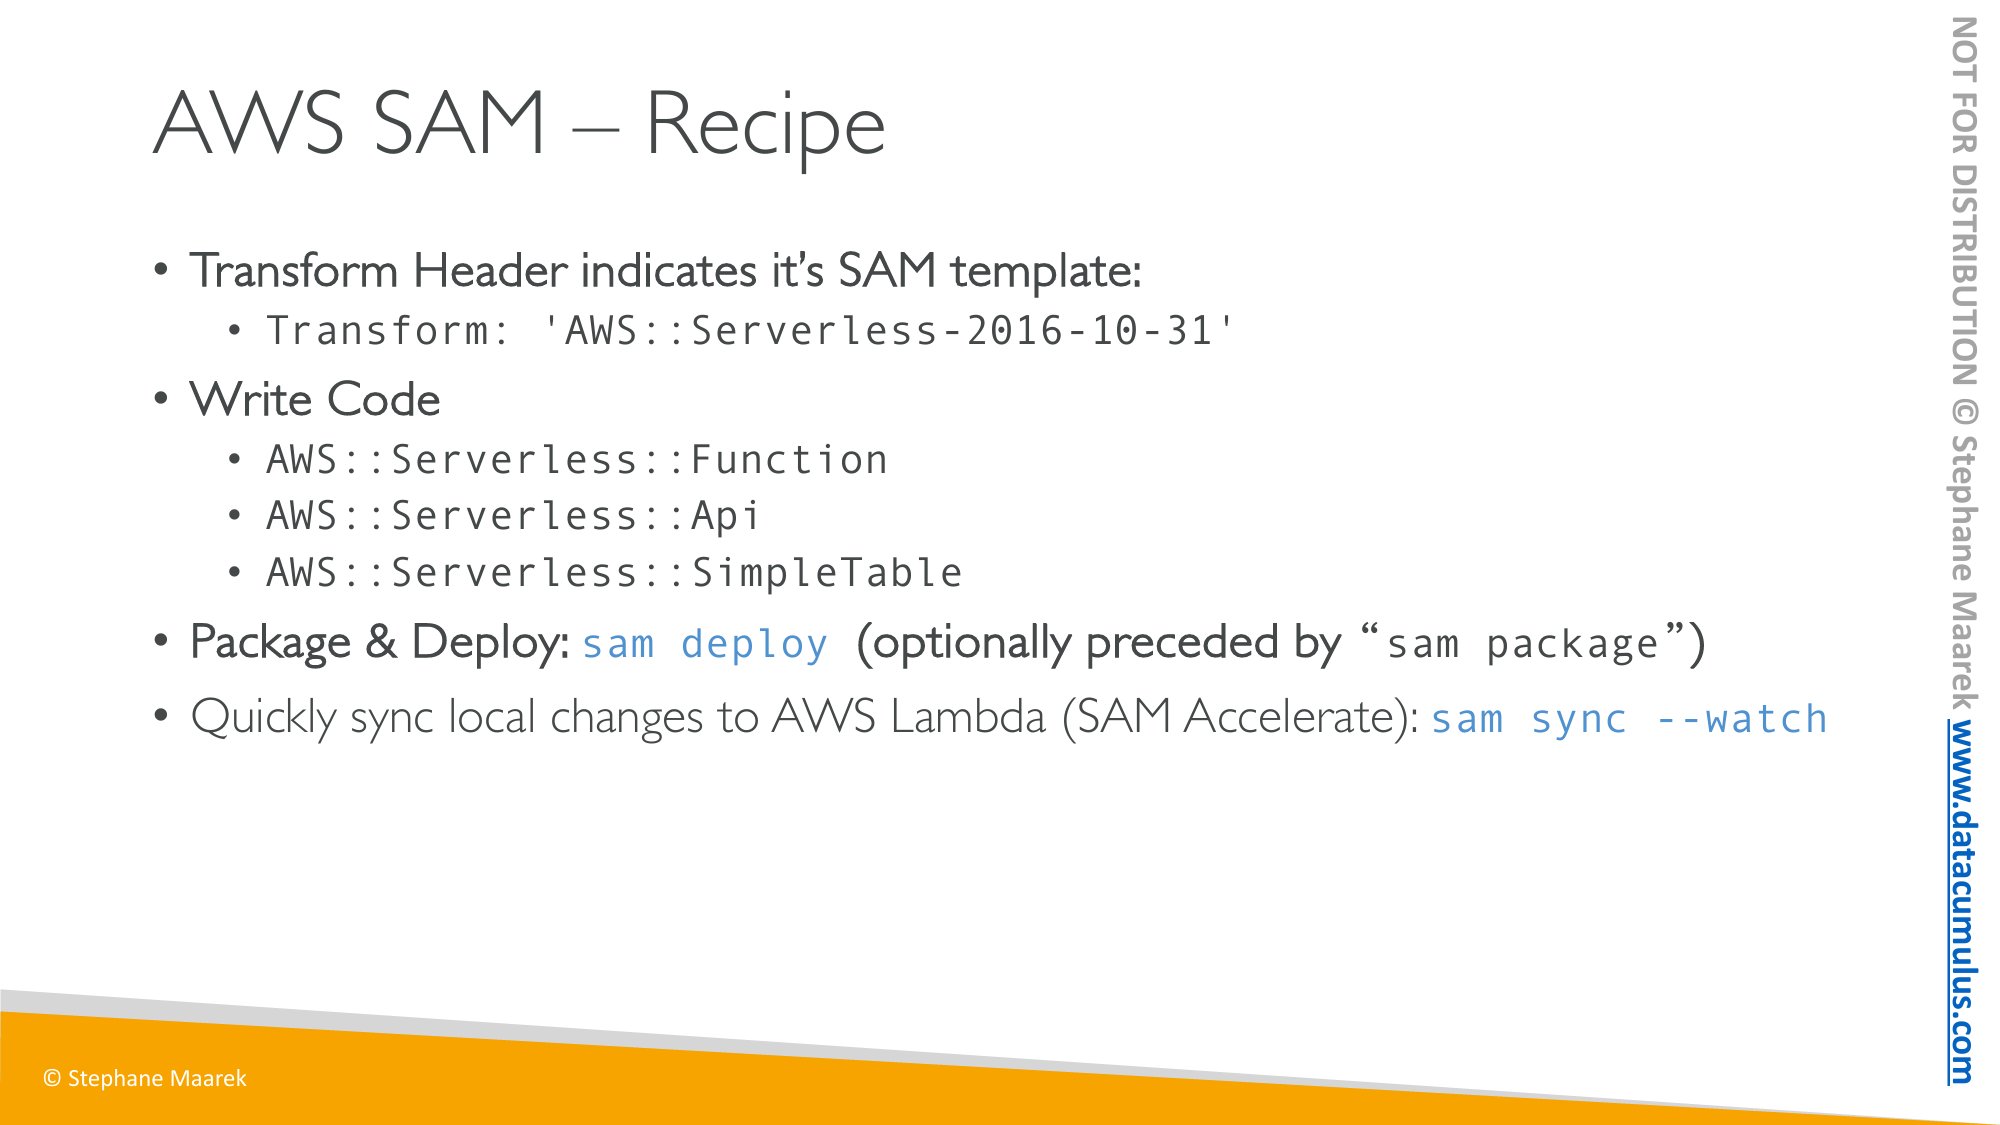 AWS SAM – Recipe
• Transform Header indicates it’s SAM template:
• Transform: 'AWS::Serverless-2016-10-31'
• Write Code
• AWS::Serverless::Function
• AWS::Serverless::Api
• AWS::Serverless::SimpleTable
• Package & Deploy: sam deploy (optionally preceded by “sam package”)
• Quickly sync local changes to AWS Lambda (SAM Accelerate): sam sync --watch
© Stephane Maarek
NOT FOR DISTRIBUTION © Stephane Maarek www.datacumulus.com